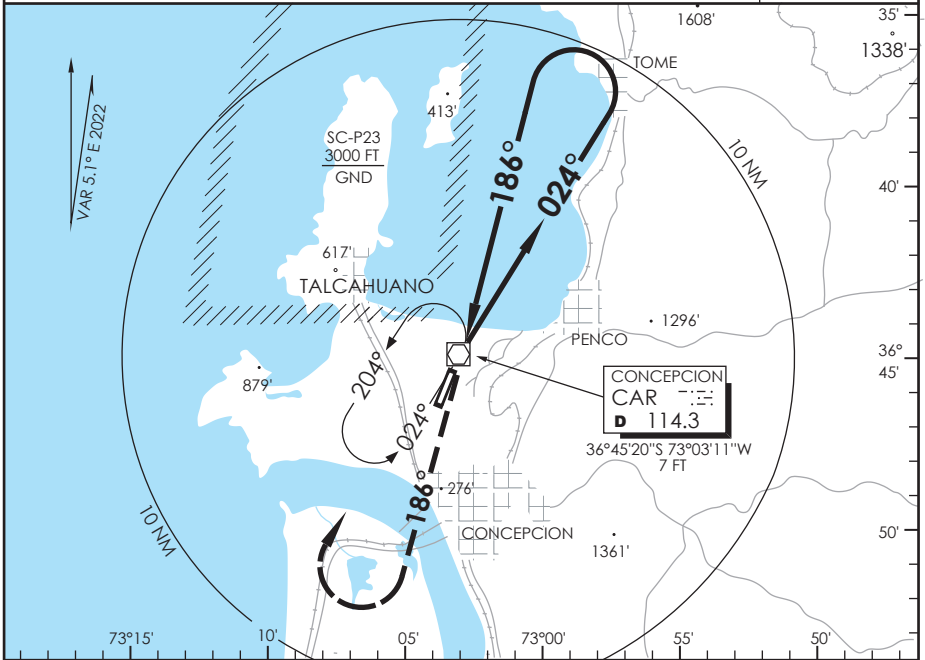 1608'
35'
1338'
TOME
413'
VAR 5.1° E 2022
SC-P23
3000 FT
GND
10 NM
186°
024°
40'
617'
TALCAHUANO
1296'
PENCO
36°
45'
879'
204°
024°
CONCEPCION
CAR
D 114.3
36°45'20"S 73°03'11"W
7 FT
186°
276'
CONCEPCION
50'
10 NM
1361'
73°15'
10'
05'
73°00'
55'
50'